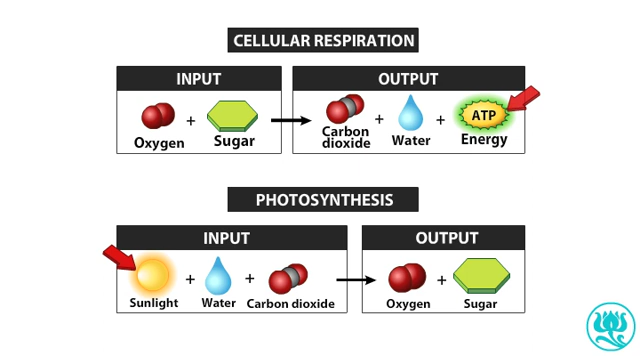 CELLULAR RESPIRATION
INPUT
OUTPUT
Oxygen
+
Sugar
Carbon
dioxide
+
Water
+
ATP
Energy
PHOTOSYNTHESIS
INPUT
OUTPUT
Sunlight
+
Water
+
Carbon dioxide
Oxygen
+
Sugar